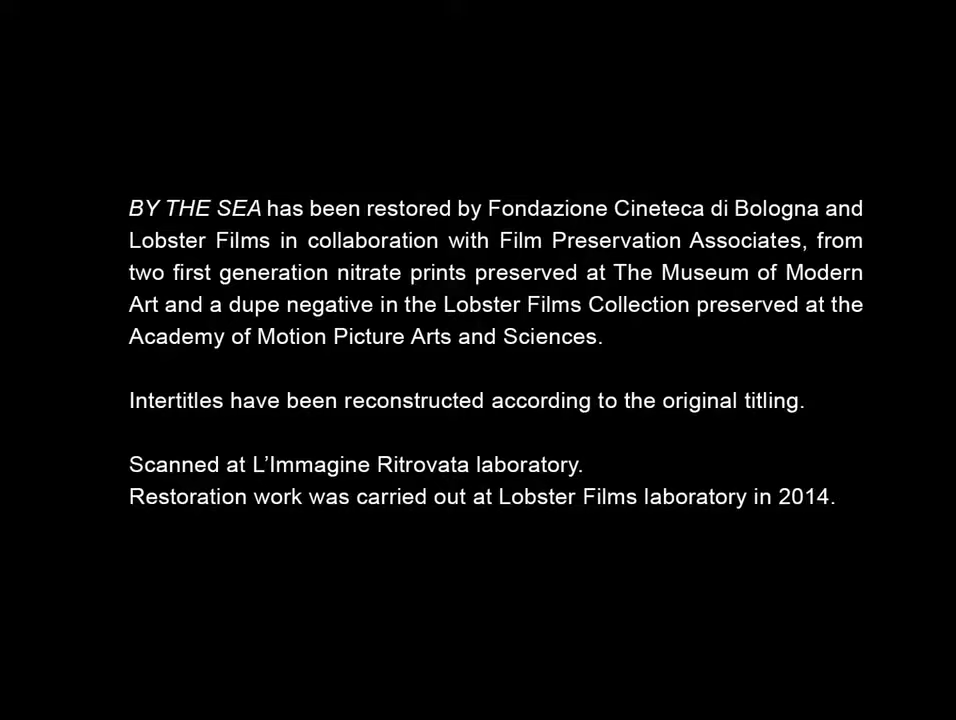 BY THE SEA has been restored by Fondazione Cineteca di Bologna and
Lobster Films in collaboration with Film Preservation Associates, from
two first generation nitrate prints preserved at The Museum of Modern
Art and a dupe negative in the Lobster Films Collection preserved at the
Academy of Motion Picture Arts and Sciences.
Intertitles have been reconstructed according to the original titling.
Scanned at L’Immagine Ritrovata laboratory.
Restoration work was carried out at Lobster Films laboratory in 2014.